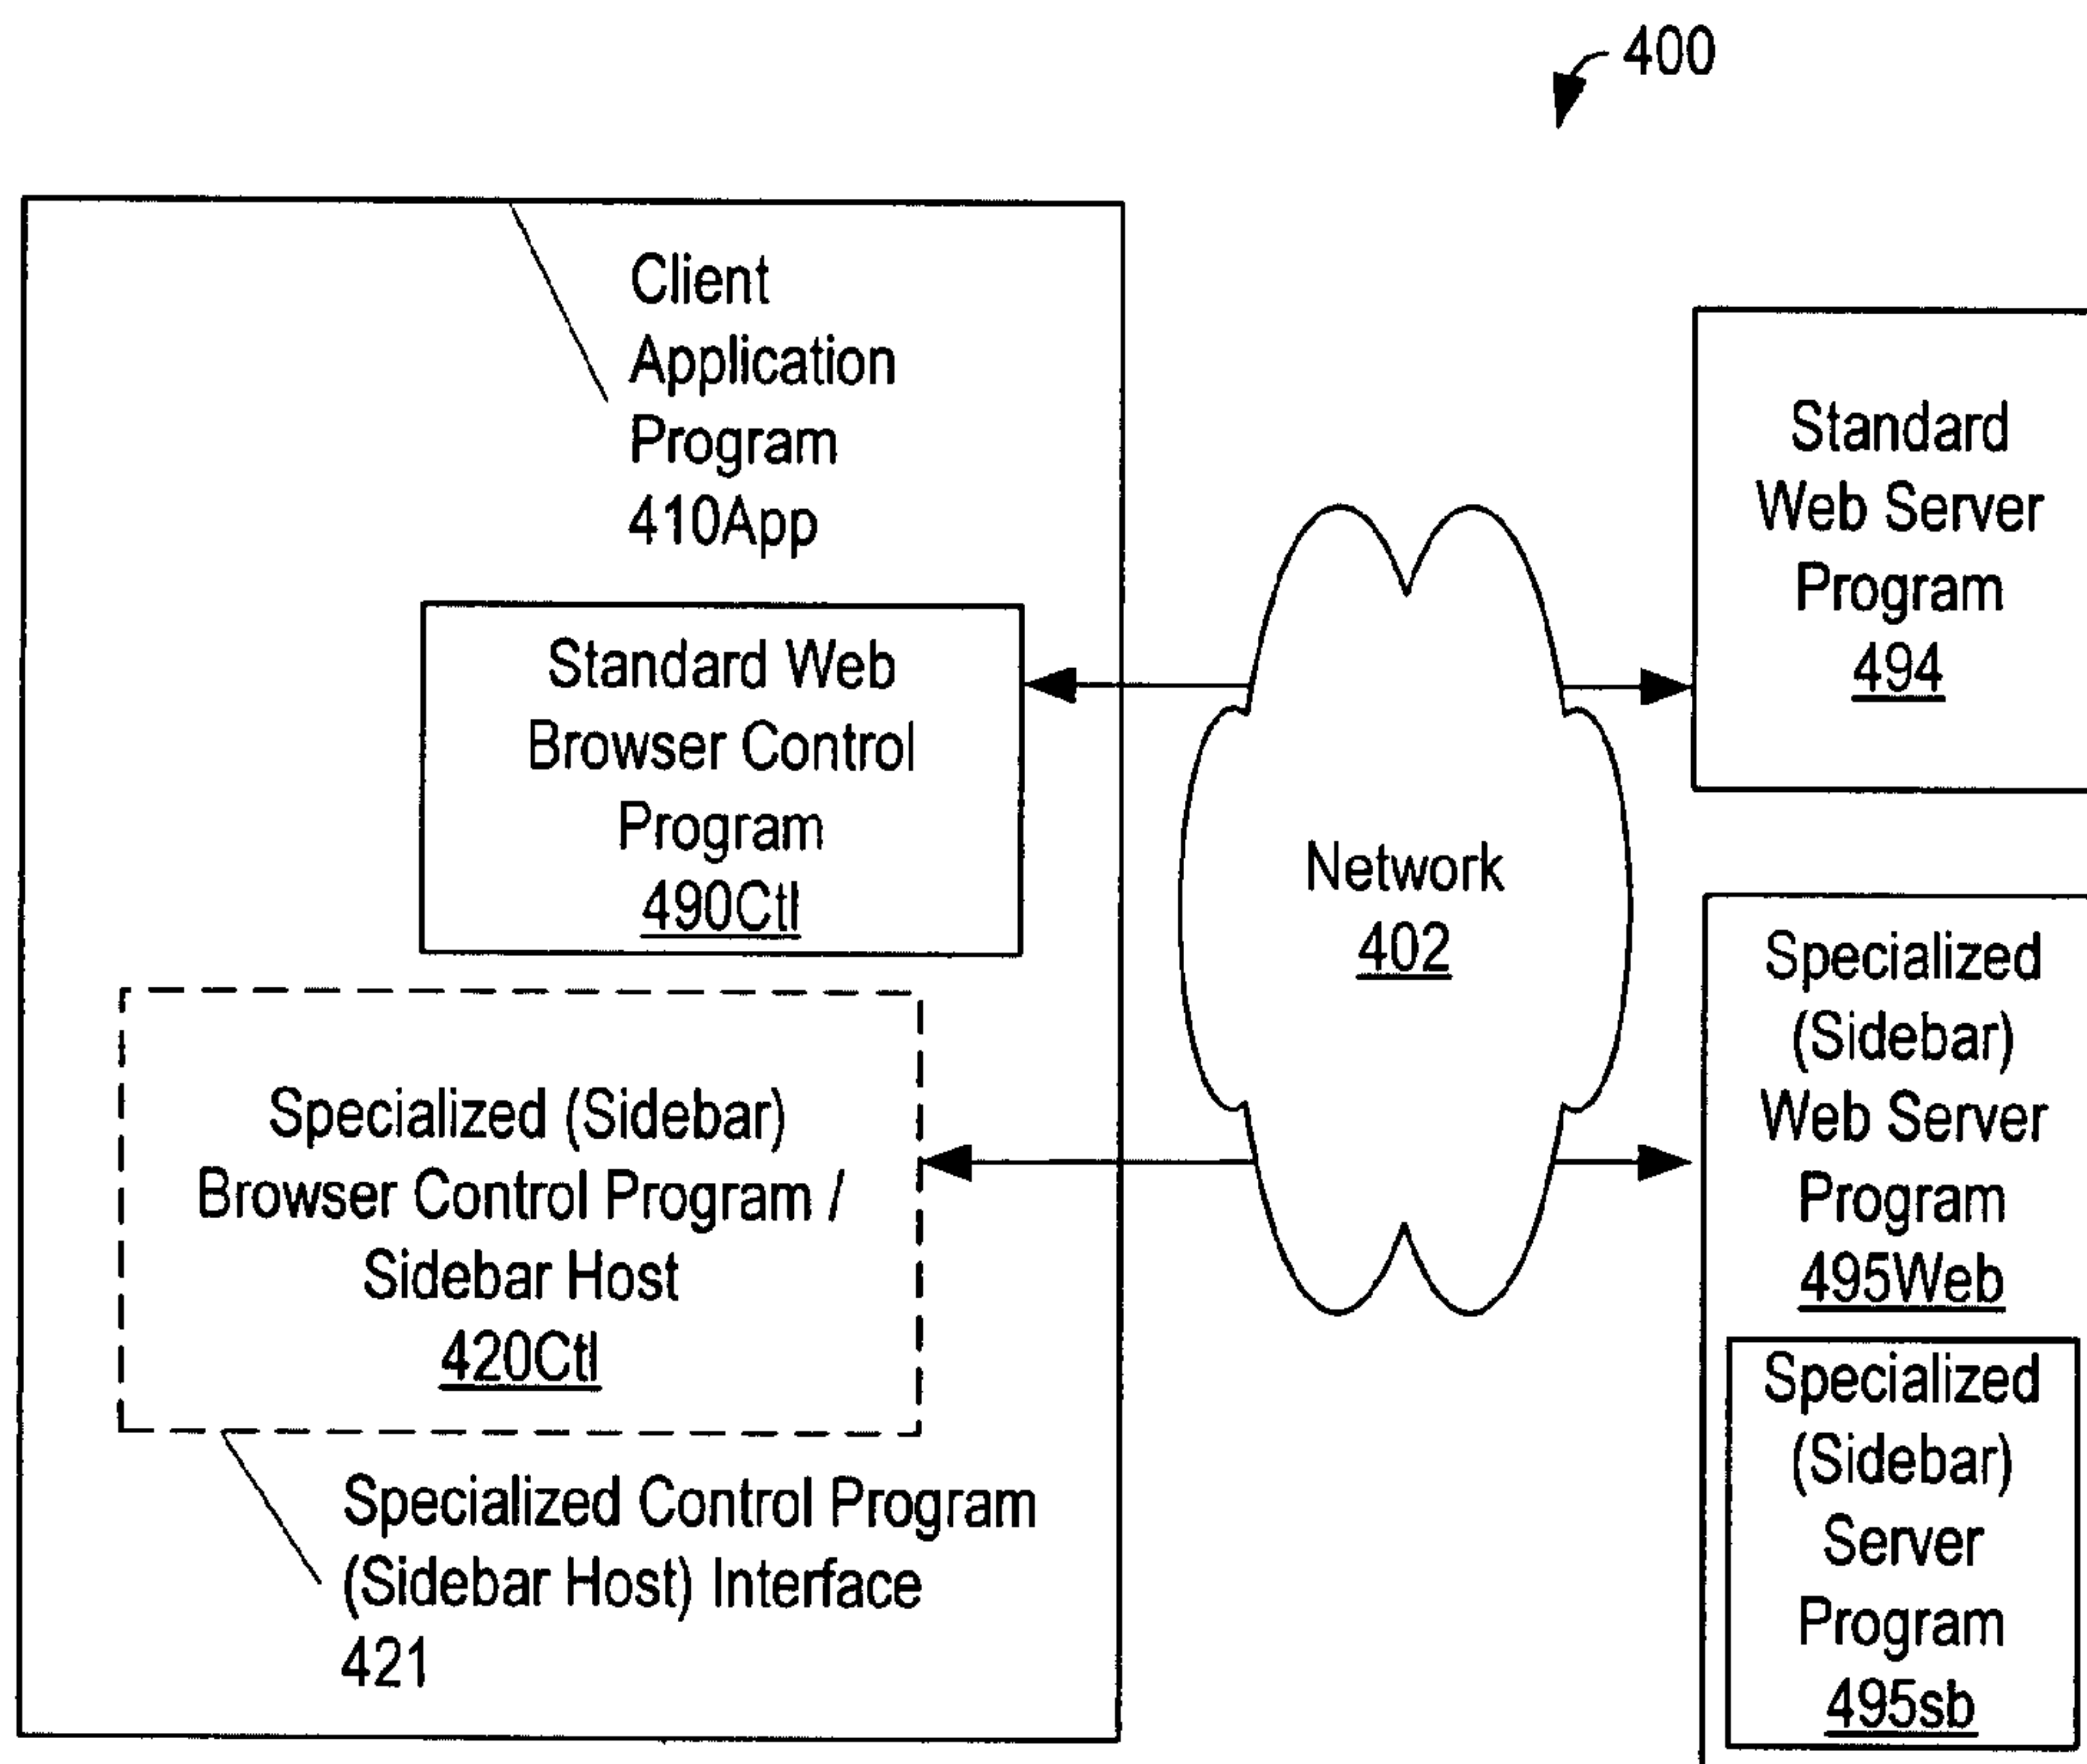 400
Client
Application
Program
410App
Standard Web
Browser Control
Program
490Ctl
Specialized (Sidebar)
Browser Control Program /
Sidebar Host
420Ctl
Specialized Control Program
(Sidebar Host) Interface
421
Network
402
Standard
Web Server
Program
494
Specialized
(Sidebar)
Web Server
Program
495Web
Specialized
(Sidebar)
Server
Program
495sb